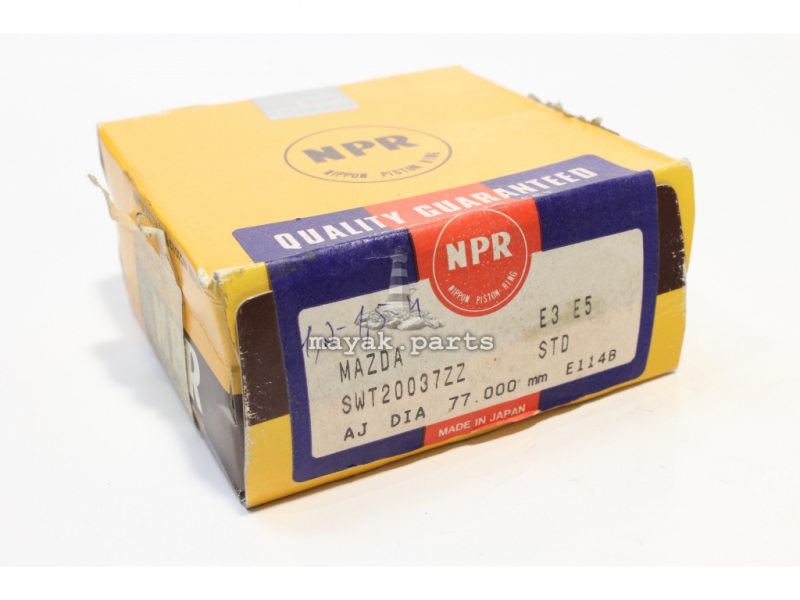 NPR
NIPPON PISTON RING
QUALITY GUARANTEED
NPR
NIPPON PISTON-RING
mayak.parts
E3 E5
MAZDA
STD
SWT20037ZZ
AJ DIA 77.000 mm E114B
MADE IN JAPAN